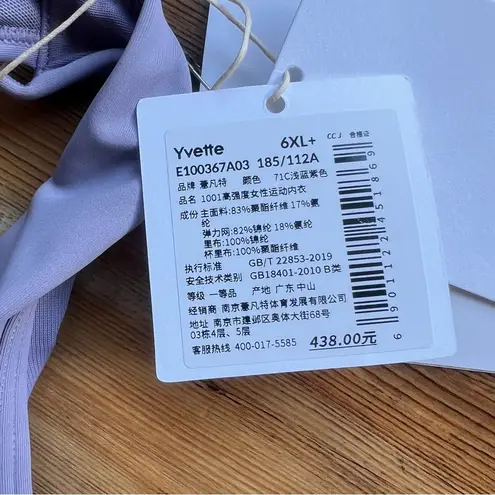 Yvette 6XL+ CCJ 合格证
E100367A03 185/112A
品牌 薏凡特 颜色 71C浅蓝紫色
品名 1001高强度女性运动内衣
成份 主面料:83%聚酯纤维 17%氨
纶
弹力网:82%锦纶 18%氨纶
里布:100%锦纶
杯里布:100%聚酯纤维
执行标准 GB/T 22853-2019
安全技术类别 GB18401-2010 B类
等级 一等品 产地 广东 中山
经销商 南京薏凡特体育发展有限公司
地址 南京市建邺区奥体大街68号
03栋4层、5层
客服热线 400-017-5585 438.00元